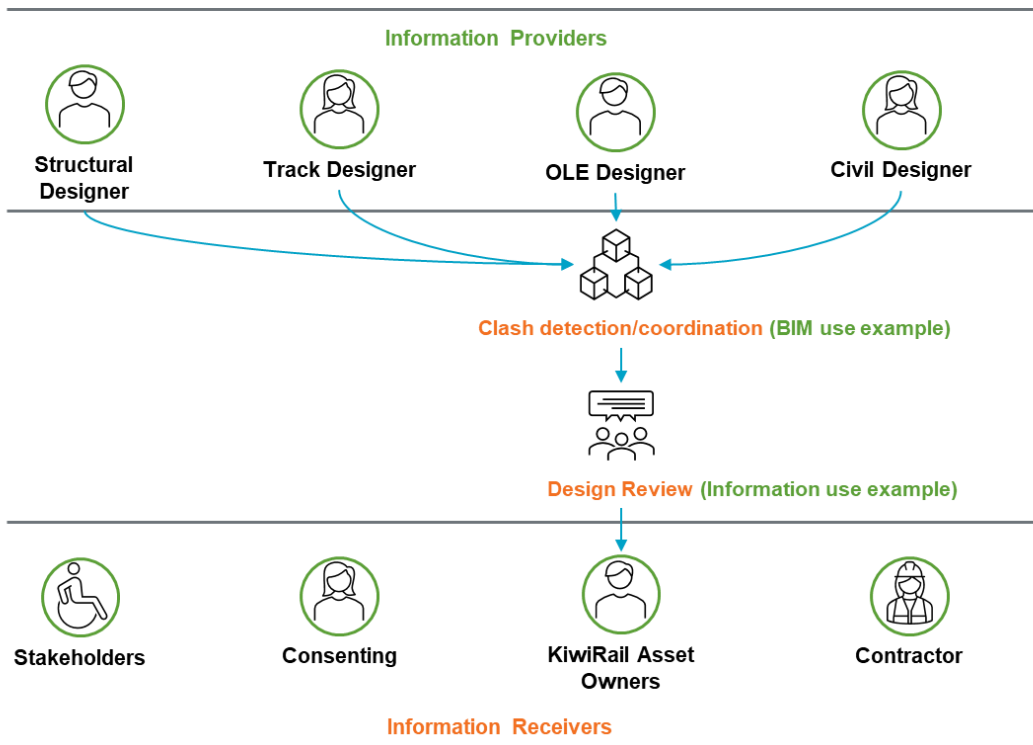 Information Providers
Structural
Designer
Track Designer
OLE Designer
Civil Designer
Clash detection/coordination (BIM use example)
Design Review (Information use example)
Stakeholders
Consenting
KiwiRail Asset
Owners
Contractor
Information Receivers